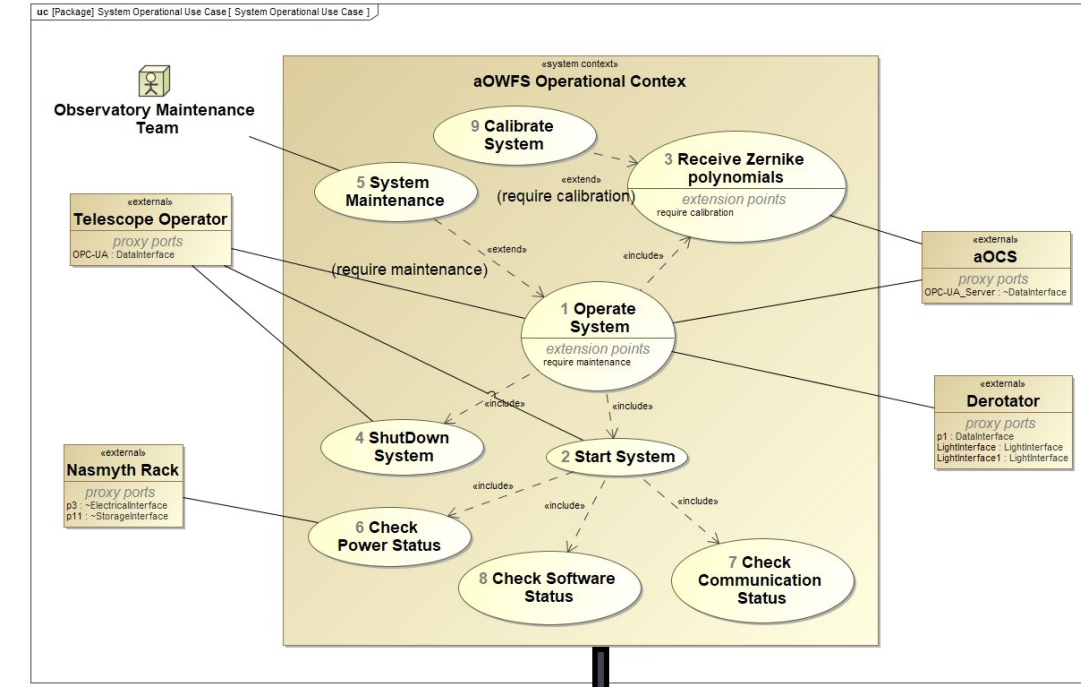 uc [Package] System Operational Use Case [ System Operational Use Case ]
«system context»
aOWFS Operational Contex
Observatory Maintenance
Team
9 Calibrate
System
3 Receive Zernike
polynomials
extension points
require calibration
«extend»
(require calibration)
5 System
Maintenance
«external»
Telescope Operator
proxy ports
OPC-UA : DataInterface
«extend»
(require maintenance)
«include»
«external»
aOCS
proxy ports
OPC-UA_Server : ~DataInterface
1 Operate
System
extension points
require maintenance
«include»
«include»
«external»
Derotator
proxy ports
p1 : DataInterface
LightInterface : LightInterface
LightInterface1 : LightInterface
4 ShutDown
System
2 Start System
«external»
Nasmyth Rack
proxy ports
p3 : ~ElectricalInterface
p11 : ~StorageInterface
«include»
«include»
«include»
6 Check
Power Status
8 Check Software
Status
7 Check
Communication
Status